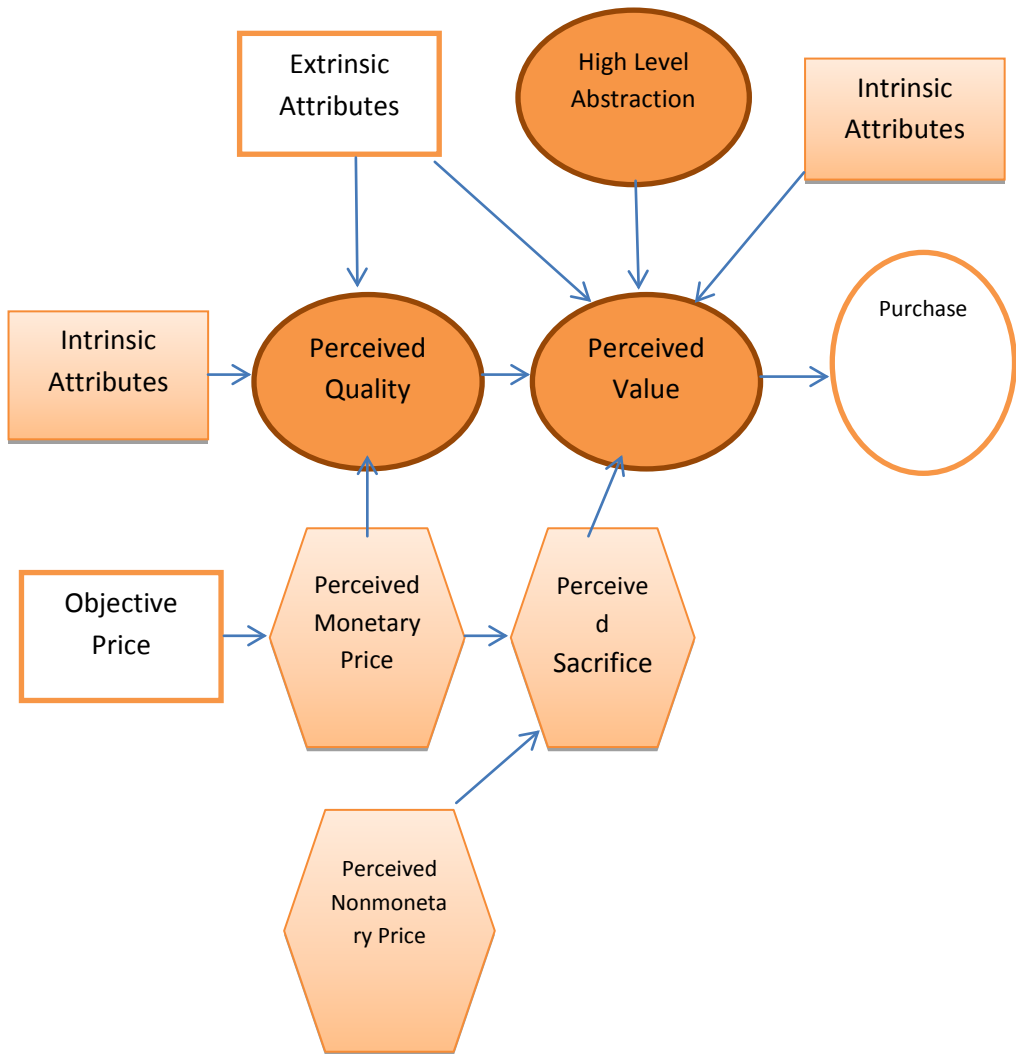 Extrinsic
Attributes
High Level
Abstraction
Intrinsic
Attributes
Intrinsic
Attributes
Perceived
Quality
Perceived
Value
Purchase
Objective
Price
Perceived
Monetary
Price
Perceive
d
Sacrifice
Perceived
Nonmoneta
ry Price